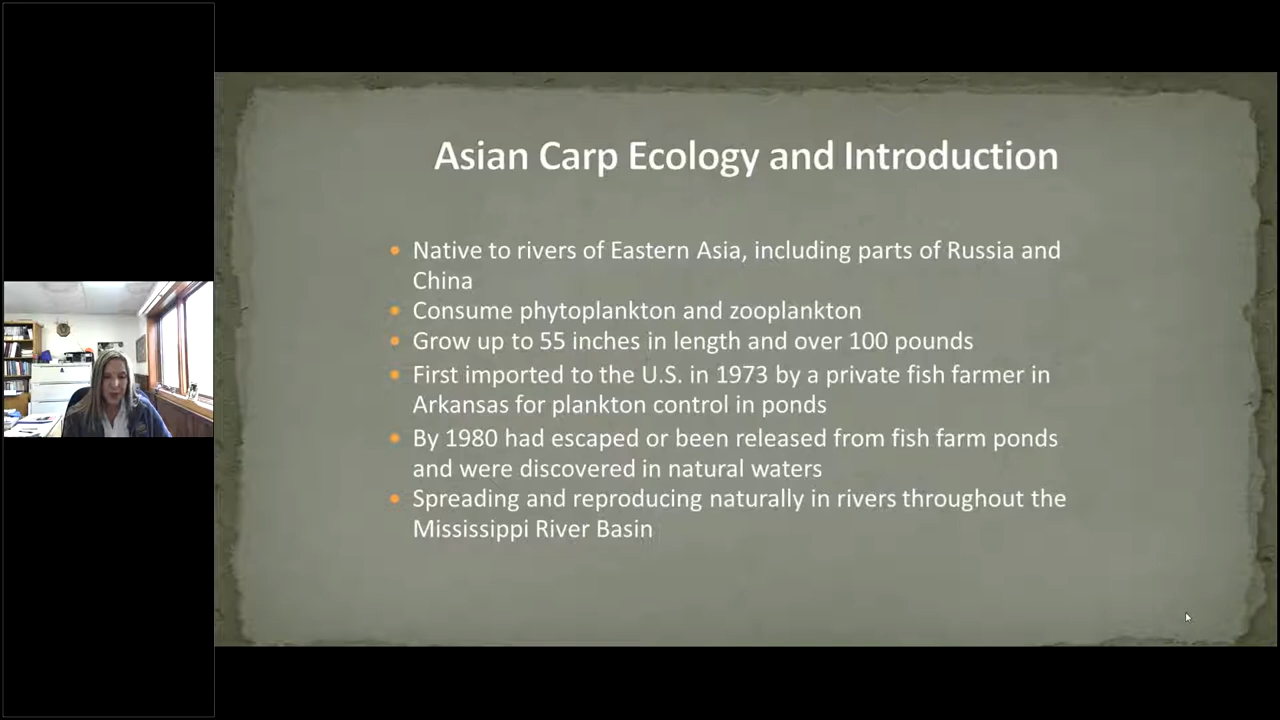 Asian Carp Ecology and Introduction
• Native to rivers of Eastern Asia, including parts of Russia and
China
• Consume phytoplankton and zooplankton
• Grow up to 55 inches in length and over 100 pounds
• First imported to the U.S. in 1973 by a private fish farmer in
Arkansas for plankton control in ponds
• By 1980 had escaped or been released from fish farm ponds
and were discovered in natural waters
• Spreading and reproducing naturally in rivers throughout the
Mississippi River Basin